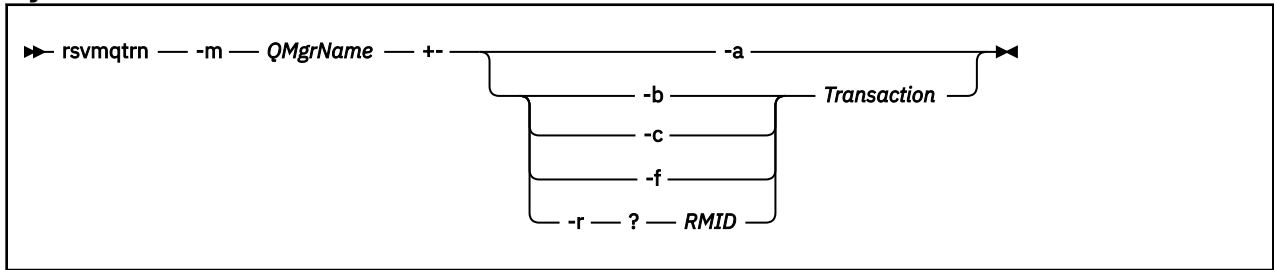 rsvmqtrn -m QMgrName +- -a
-b Transaction
-c
-f
-r ? RMID